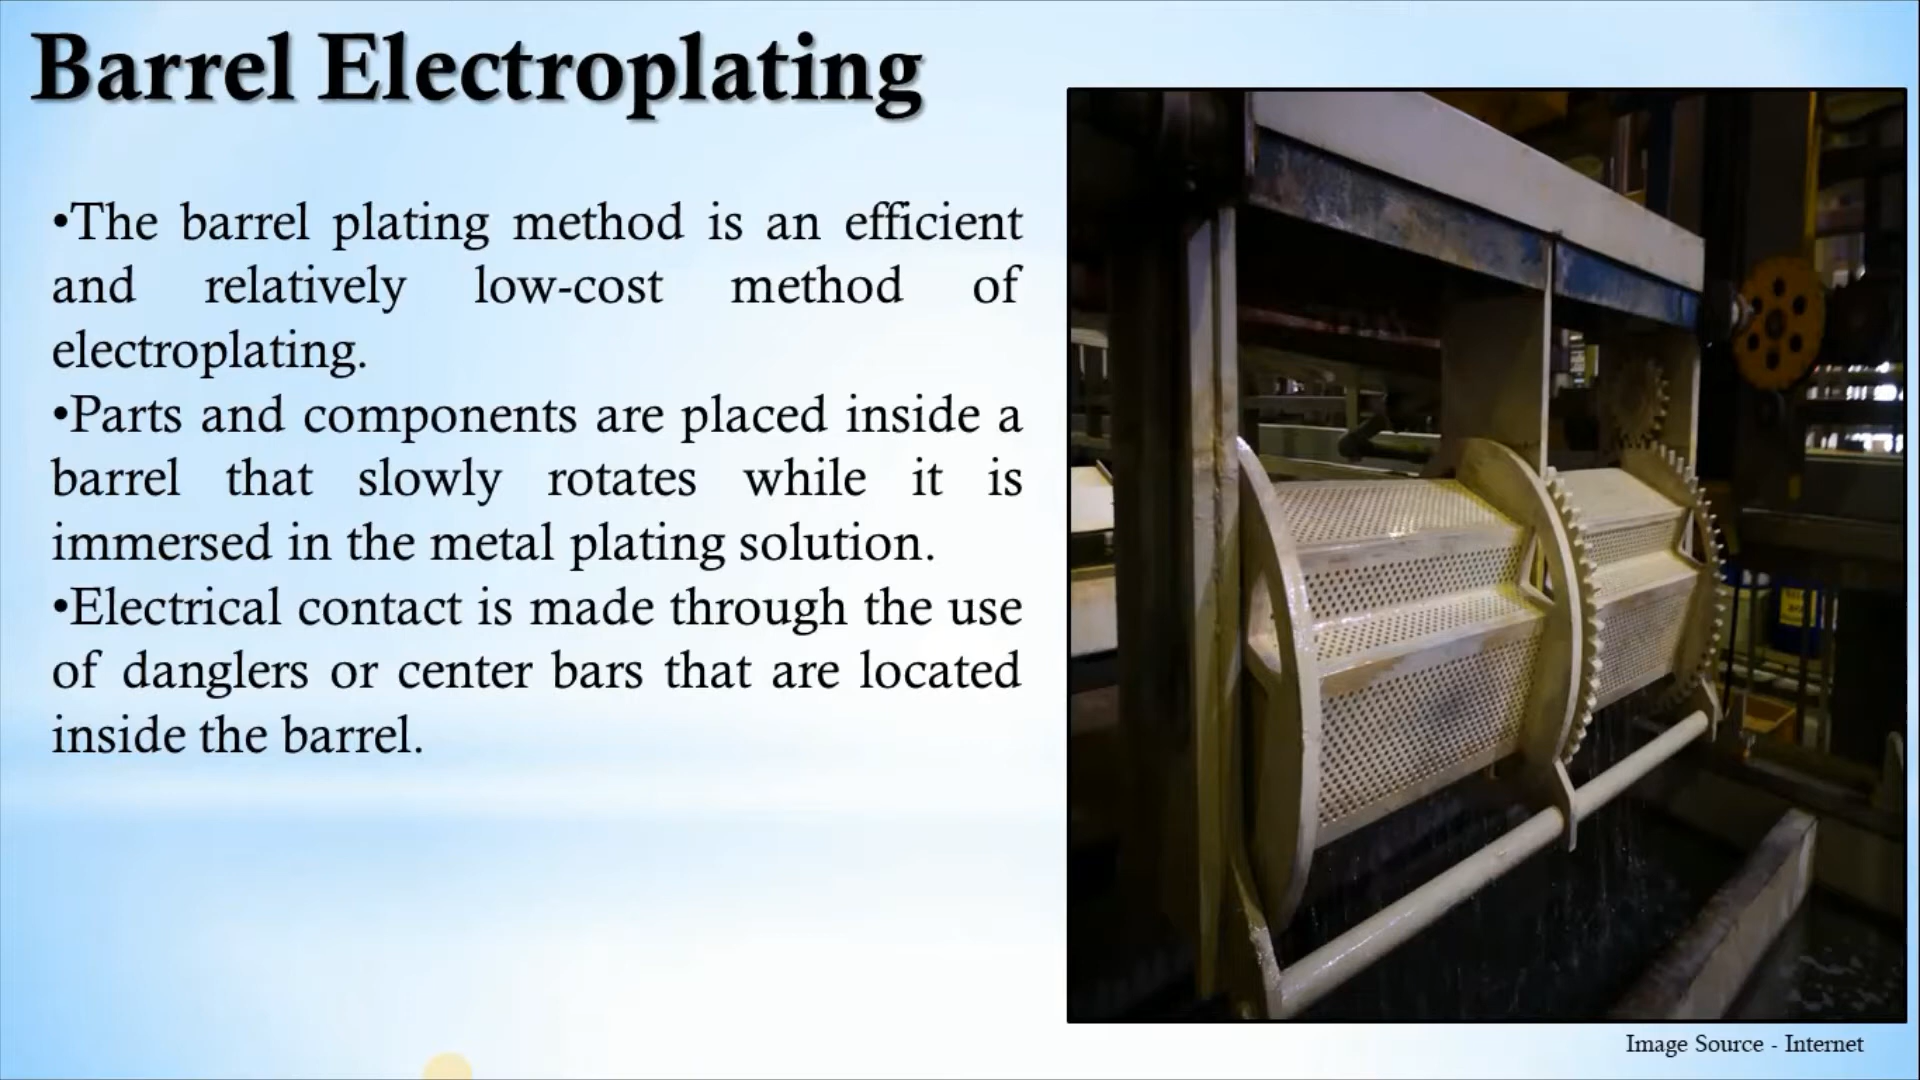 Barrel Electroplating
•The barrel plating method is an efficient
and relatively low-cost method of
electroplating.
•Parts and components are placed inside a
barrel that slowly rotates while it is
immersed in the metal plating solution.
•Electrical contact is made through the use
of danglers or center bars that are located
inside the barrel.
Image Source - Internet